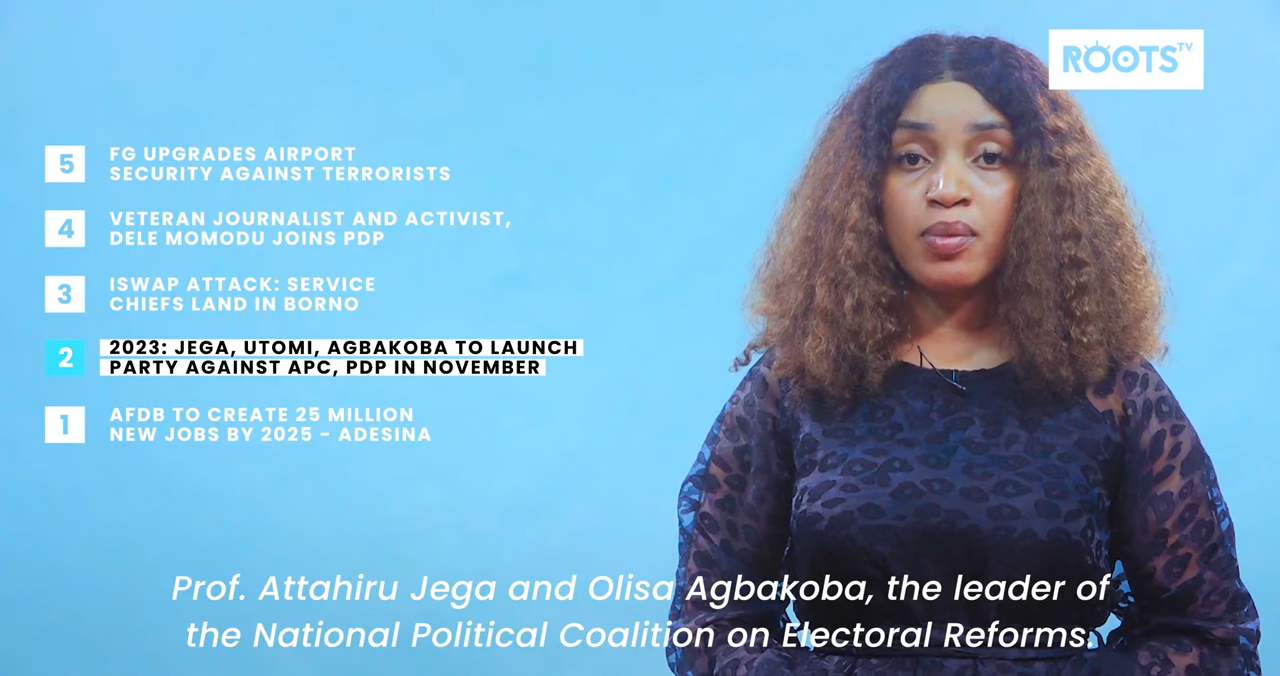 ROOTS TV
5
FG UPGRADES AIRPORT
SECURITY AGAINST TERRORISTS
4
VETERAN JOURNALIST AND ACTIVIST,
DELE MOMODU JOINS PDP
3
ISWAP ATTACK: SERVICE
CHIEFS LAND IN BORNO
2
2023: JEGA, UTOMI, AGBAKOBA TO LAUNCH
PARTY AGAINST APC, PDP IN NOVEMBER
1
AFDB TO CREATE 25 MILLION
NEW JOBS BY 2025 - ADESINA
Prof. Attahiru Jega and Olisa Agbakoba, the leader of
the National Political Coalition on Electoral Reforms.